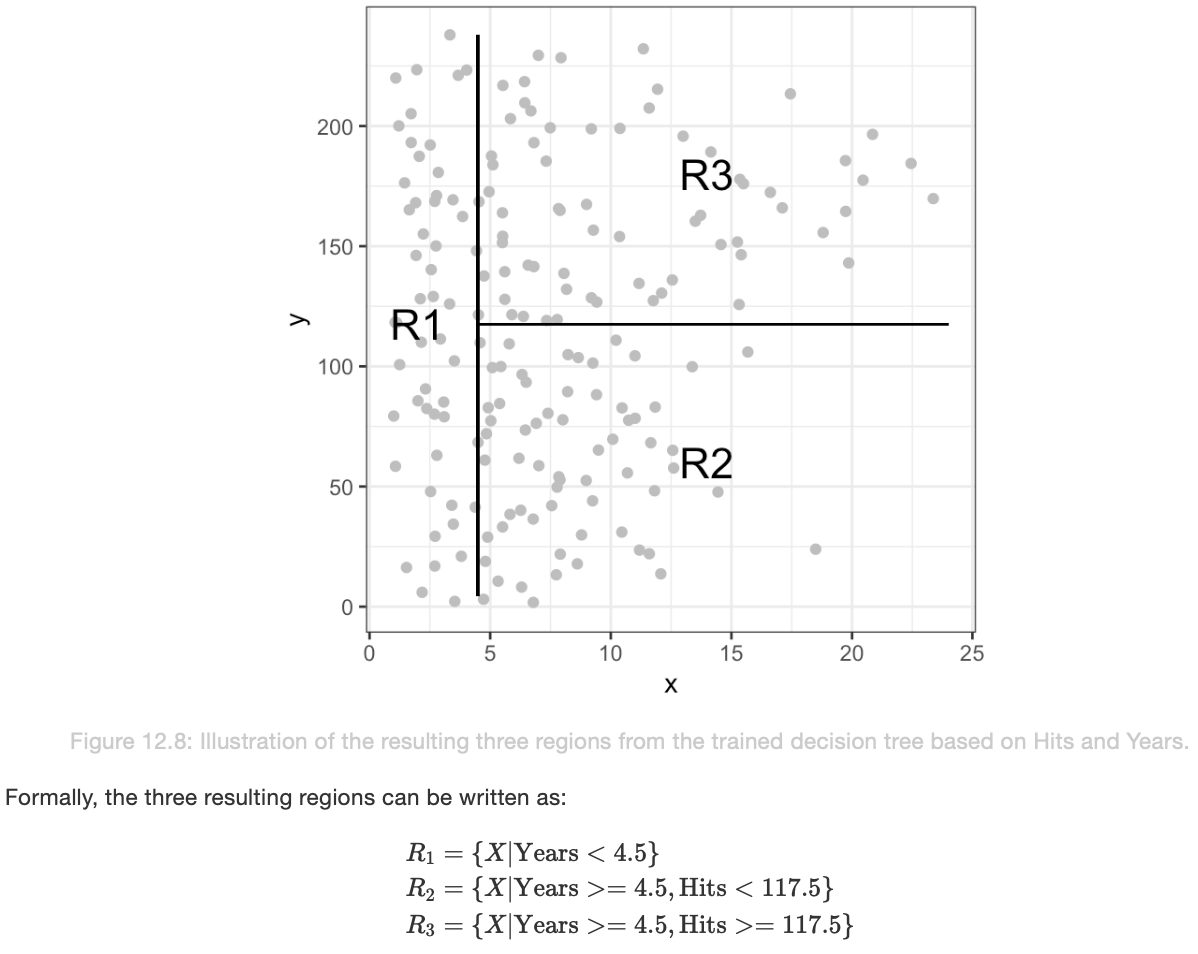 200
150
100
50
0
y
R3
R1
R2
0 5 10 15 20 25
x
Figure 12.8: Illustration of the resulting three regions from the trained decision tree based on Hits and Years.
Formally, the three resulting regions can be written as:
R₁ = {X|Years < 4.5}
R₂ = {X|Years >= 4.5, Hits < 117.5}
R₃ = {X|Years >= 4.5, Hits >= 117.5}